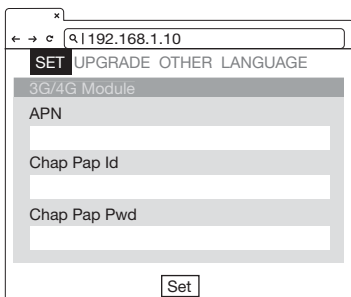 192.168.1.10
SET UPGRADE OTHER LANGUAGE
3G/4G Module
APN
Chap Pap Id
Chap Pap Pwd
Set